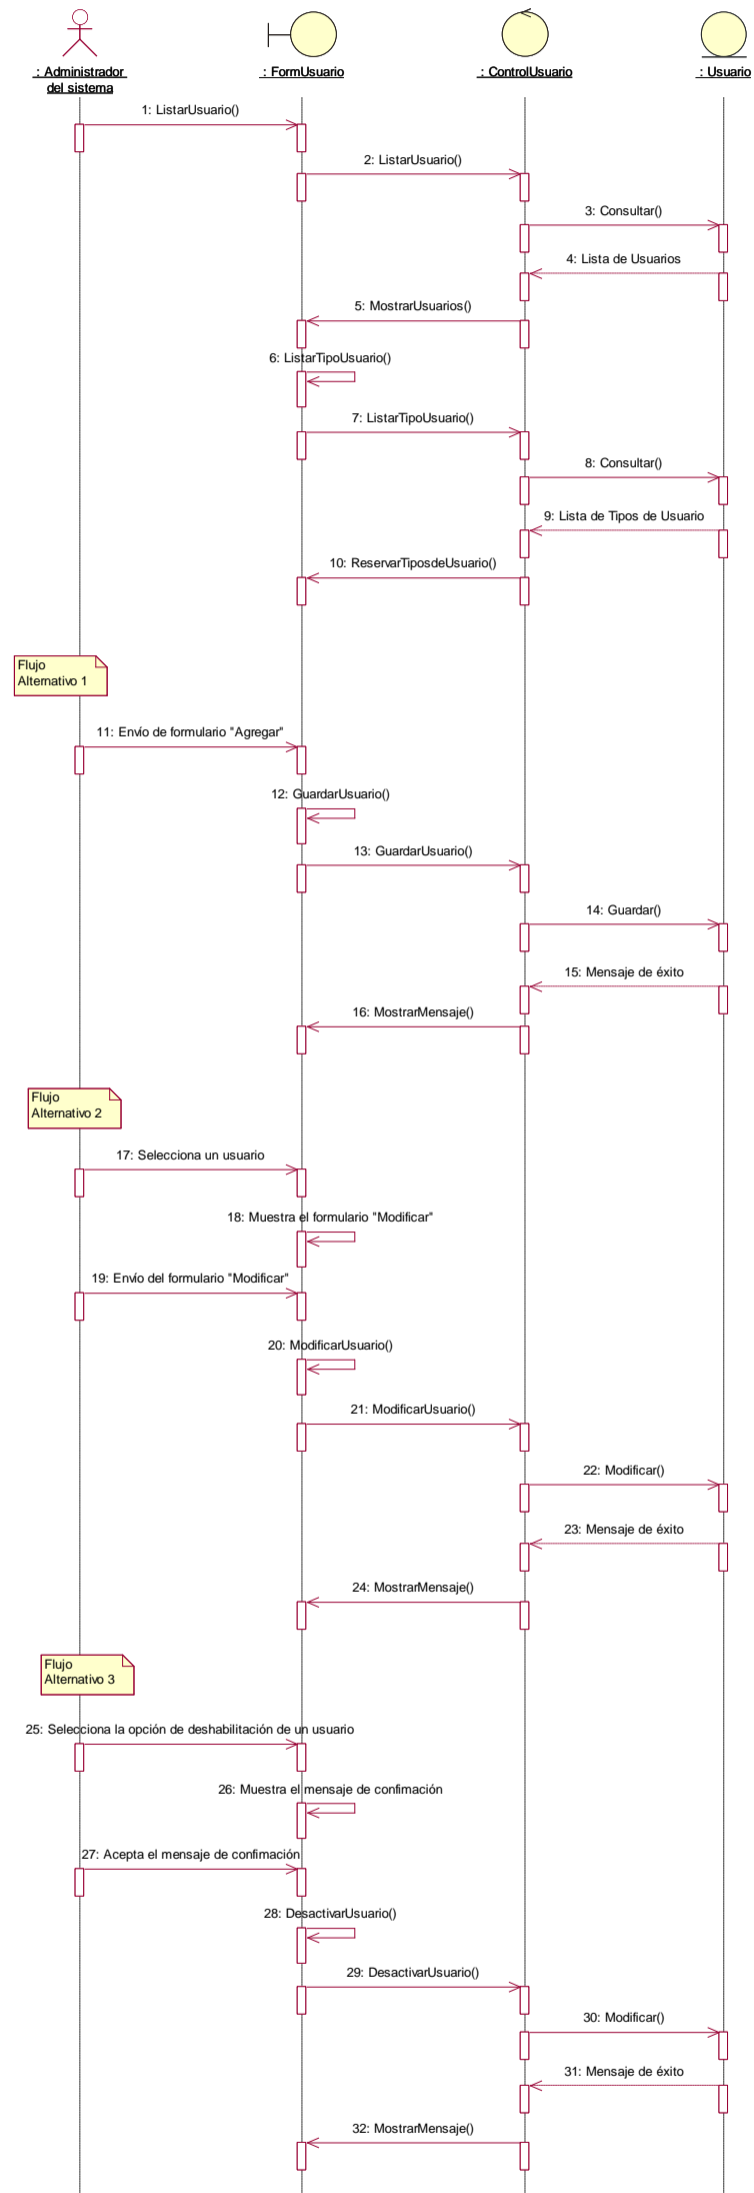 : Administrador
del sistema
: FormUsuario
: ControlUsuario
: Usuario
1: ListarUsuario()
2: ListarUsuario()
3: Consultar()
4: Lista de Usuarios
5: MostrarUsuarios()
6: ListarTipoUsuario()
7: ListarTipoUsuario()
8: Consultar()
9: Lista de Tipos de Usuario
10: ReservarTiposdeUsuario()
Flujo
Alternativo 1
11: Envío de formulario "Agregar"
12: GuardarUsuario()
13: GuardarUsuario()
14: Guardar()
15: Mensaje de éxito
16: MostrarMensaje()
Flujo
Alternativo 2
17: Selecciona un usuario
18: Muestra el formulario "Modificar"
19: Envío del formulario "Modificar"
20: ModificarUsuario()
21: ModificarUsuario()
22: Modificar()
23: Mensaje de éxito
24: MostrarMensaje()
Flujo
Alternativo 3
25: Selecciona la opción de deshabilitación de un usuario
26: Muestra el mensaje de confimación
27: Acepta el mensaje de confimación
28: DesactivarUsuario()
29: DesactivarUsuario()
30: Modificar()
31: Mensaje de éxito
32: MostrarMensaje()